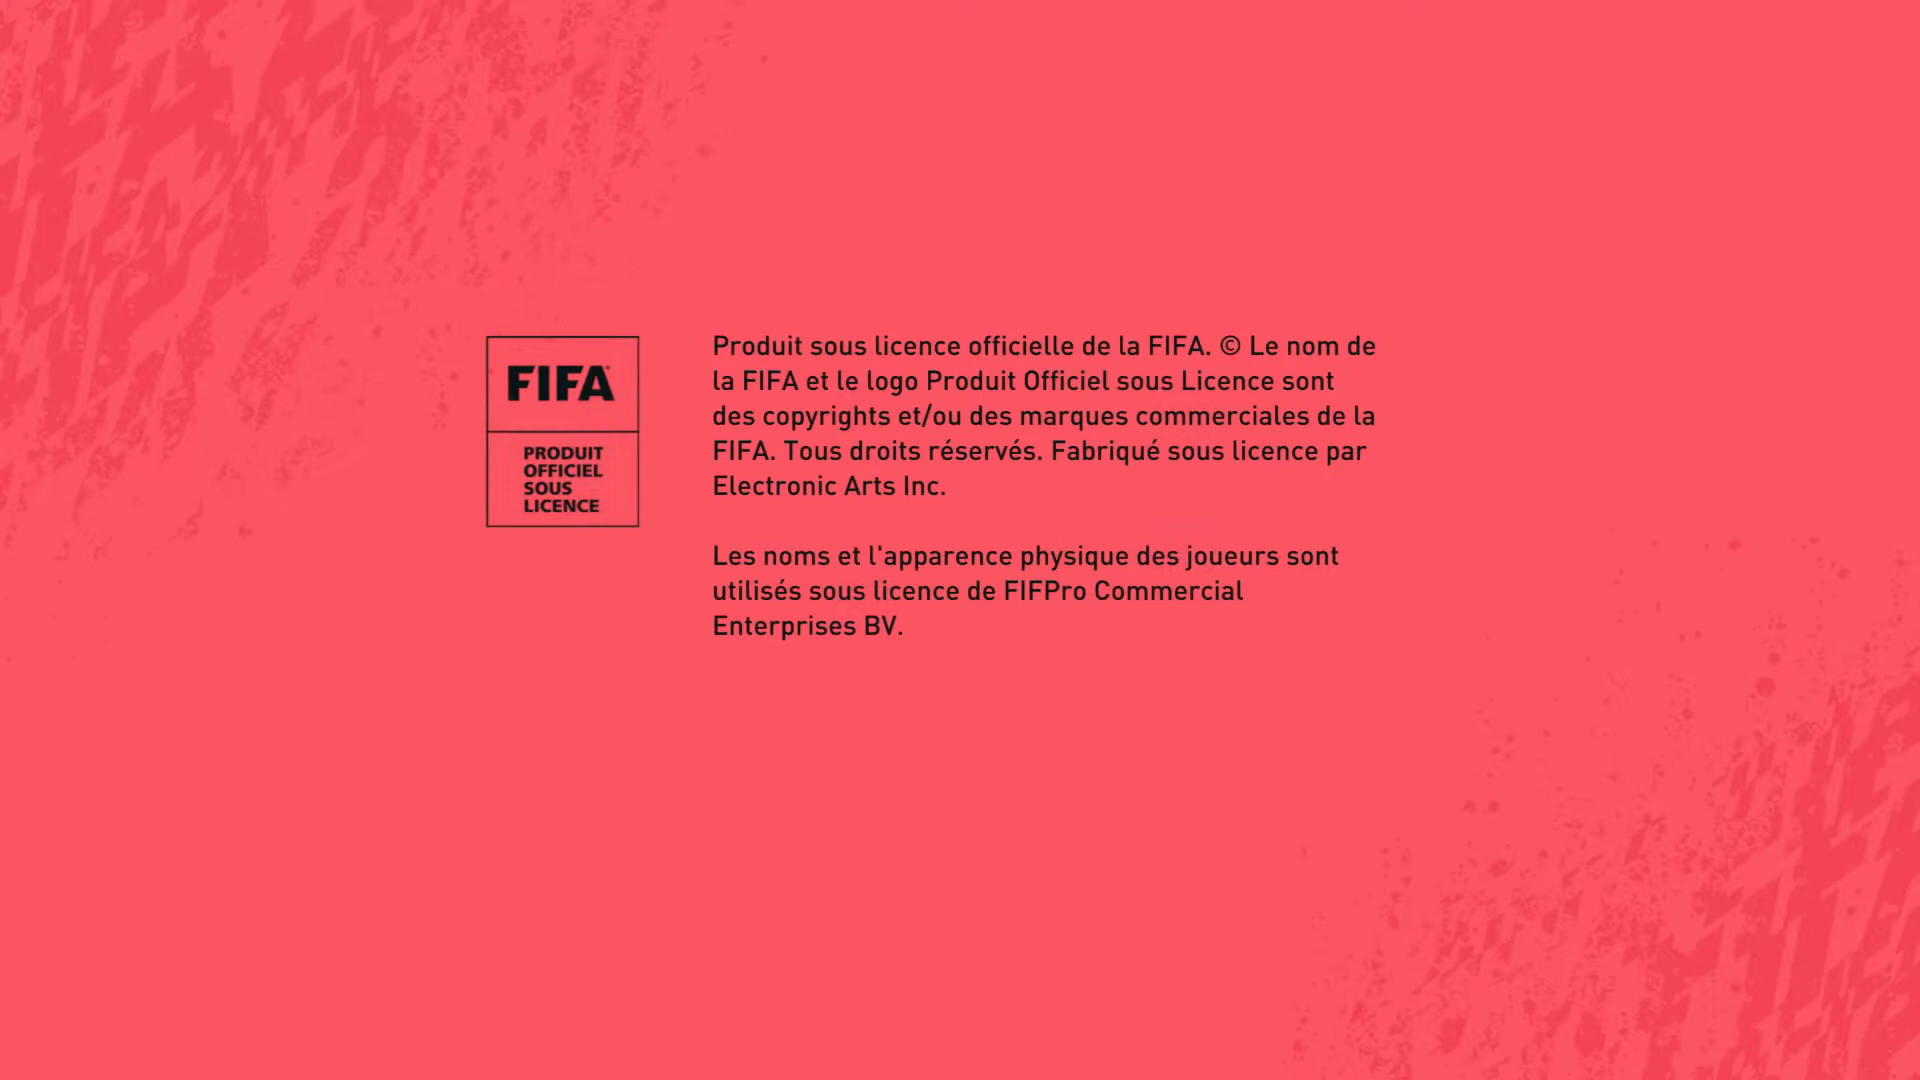 FIFA
PRODUIT
OFFICIEL
SOUS
LICENCE
Produit sous licence officielle de la FIFA. © Le nom de
la FIFA et le logo Produit Officiel sous Licence sont
des copyrights et/ou des marques commerciales de la
FIFA. Tous droits réservés. Fabriqué sous licence par
Electronic Arts Inc.
Les noms et l'apparence physique des joueurs sont
utilisés sous licence de FIFPro Commercial
Enterprises BV.